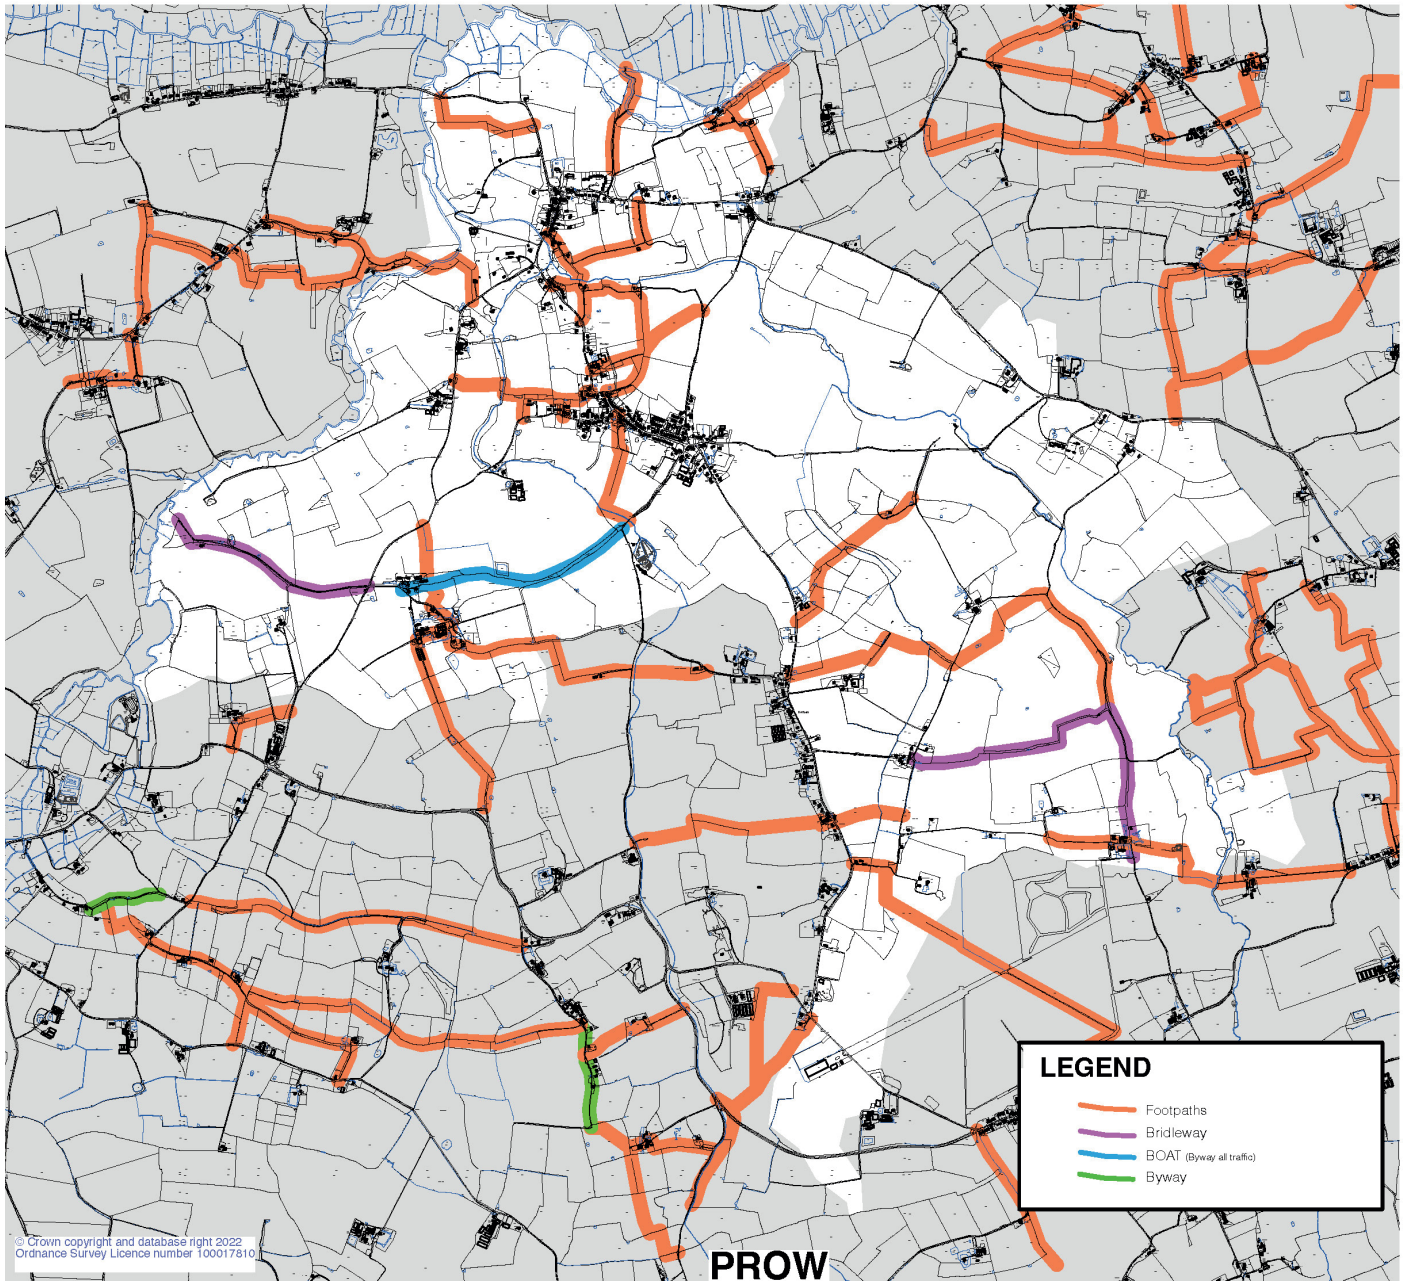 LEGEND
Footpaths
Bridleway
BOAT (Byway all traffic)
Byway
© Crown copyright and database right 2022
Ordnance Survey Licence number 100017810
PROW